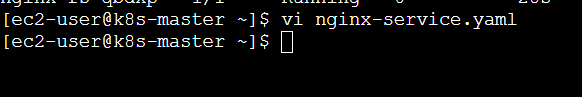 [ec2-user@k8s-master ~]$ vi nginx-service.yaml
[ec2-user@k8s-master ~]$